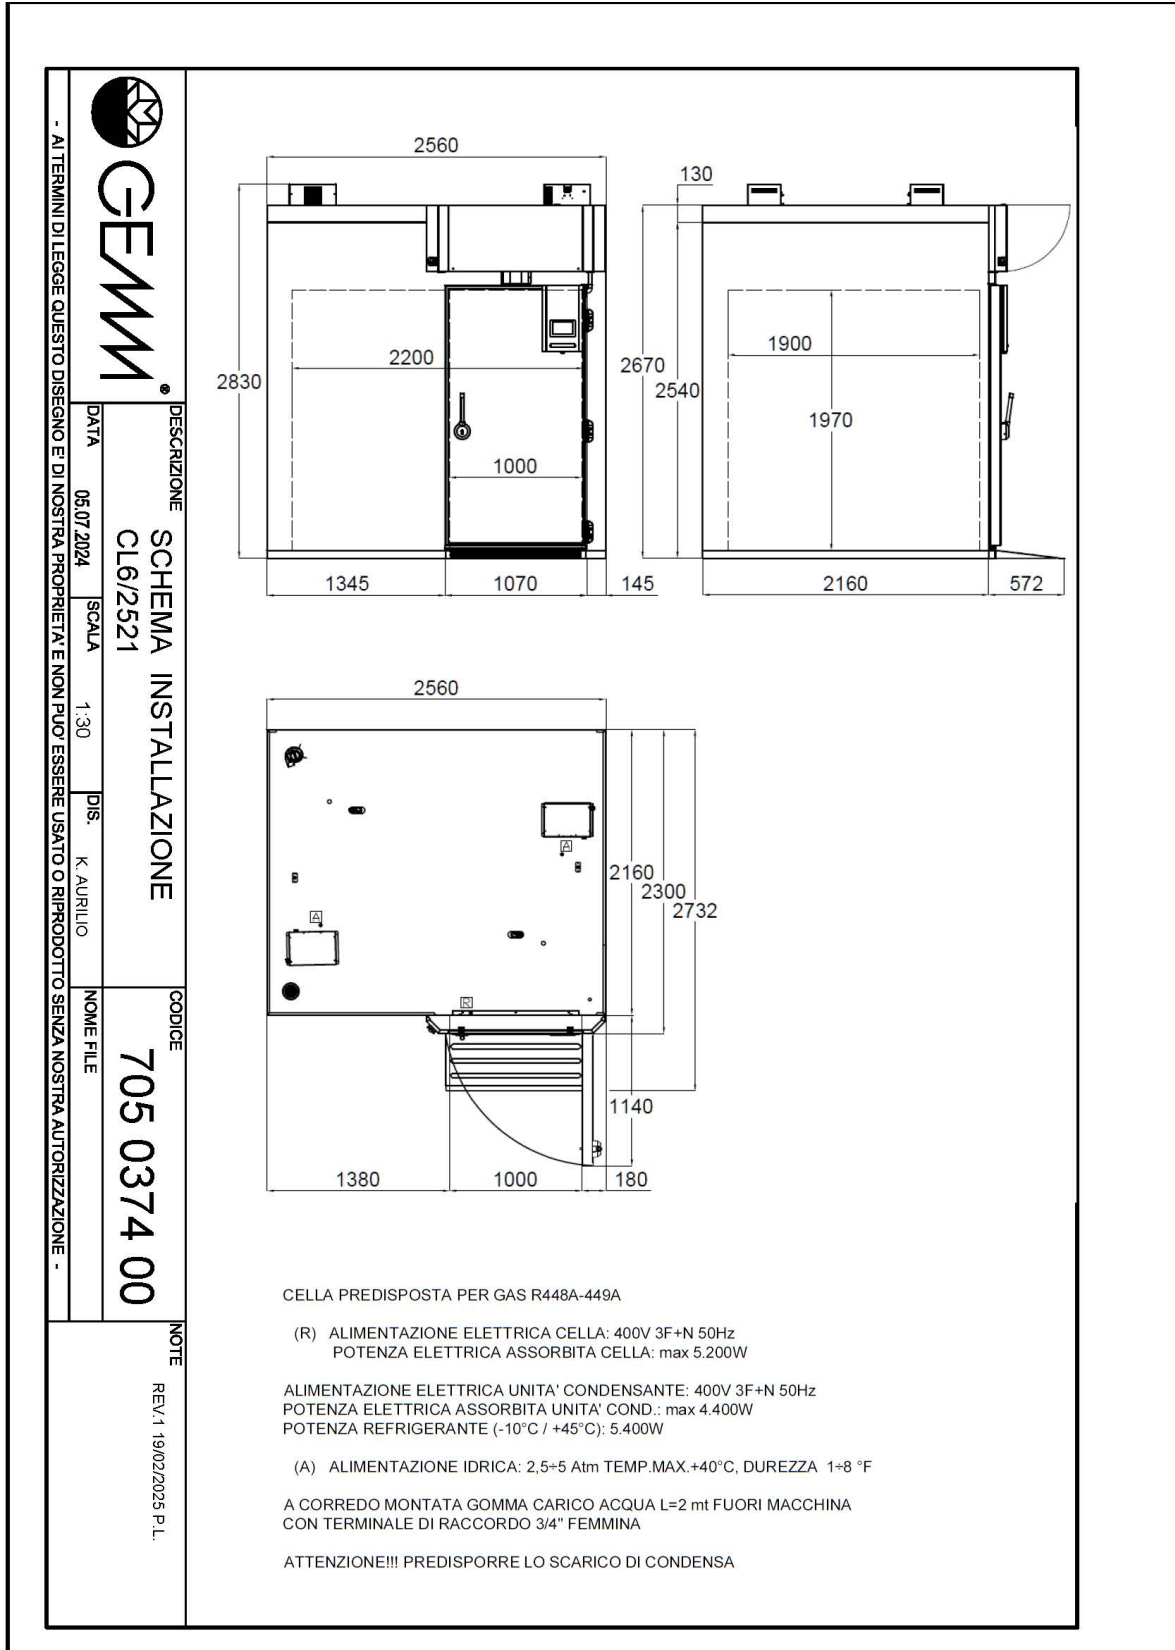 2560
130
2830
2200
1000
1345
1070
145
2670
2540
1900
1970
2160
572
2560
A
A
R
2160
2300
2732
1140
1380
1000
180
CELLA PREDISPOSTA PER GAS R448A-449A
(R) ALIMENTAZIONE ELETTRICA CELLA: 400V 3F+N 50Hz
POTENZA ELETTRICA ASSORBITA CELLA: max 5.200W
ALIMENTAZIONE ELETTRICA UNITA' CONDENSANTE: 400V 3F+N 50Hz
POTENZA ELETTRICA ASSORBITA UNITA' COND.: max 4.400W
POTENZA REFRIGERANTE (-10°C / +45°C): 5.400W
(A) ALIMENTAZIONE IDRICA: 2,5÷5 Atm TEMP.MAX.+40°C, DUREZZA 1÷8 °F
A CORREDO MONTATA GOMMA CARICO ACQUA L=2 mt FUORI MACCHINA
CON TERMINALE DI RACCORDO 3/4" FEMMINA
ATTENZIONE!!! PREDISPORRE LO SCARICO DI CONDENSA
GEMM ®
DESCRIZIONE
SCHEMA INSTALLAZIONE
CL6/2521
CODICE
705 0374 00
NOTE
REV.1 19/02/2025 P.L.
DATA
05.07.2024
SCALA
1:30
DIS.
K. AURILIO
NOME FILE
- AI TERMINI DI LEGGE QUESTO DISEGNO E' DI NOSTRA PROPRIETA' E NON PUO' ESSERE USATO O RIPRODOTTO SENZA NOSTRA AUTORIZZAZIONE -